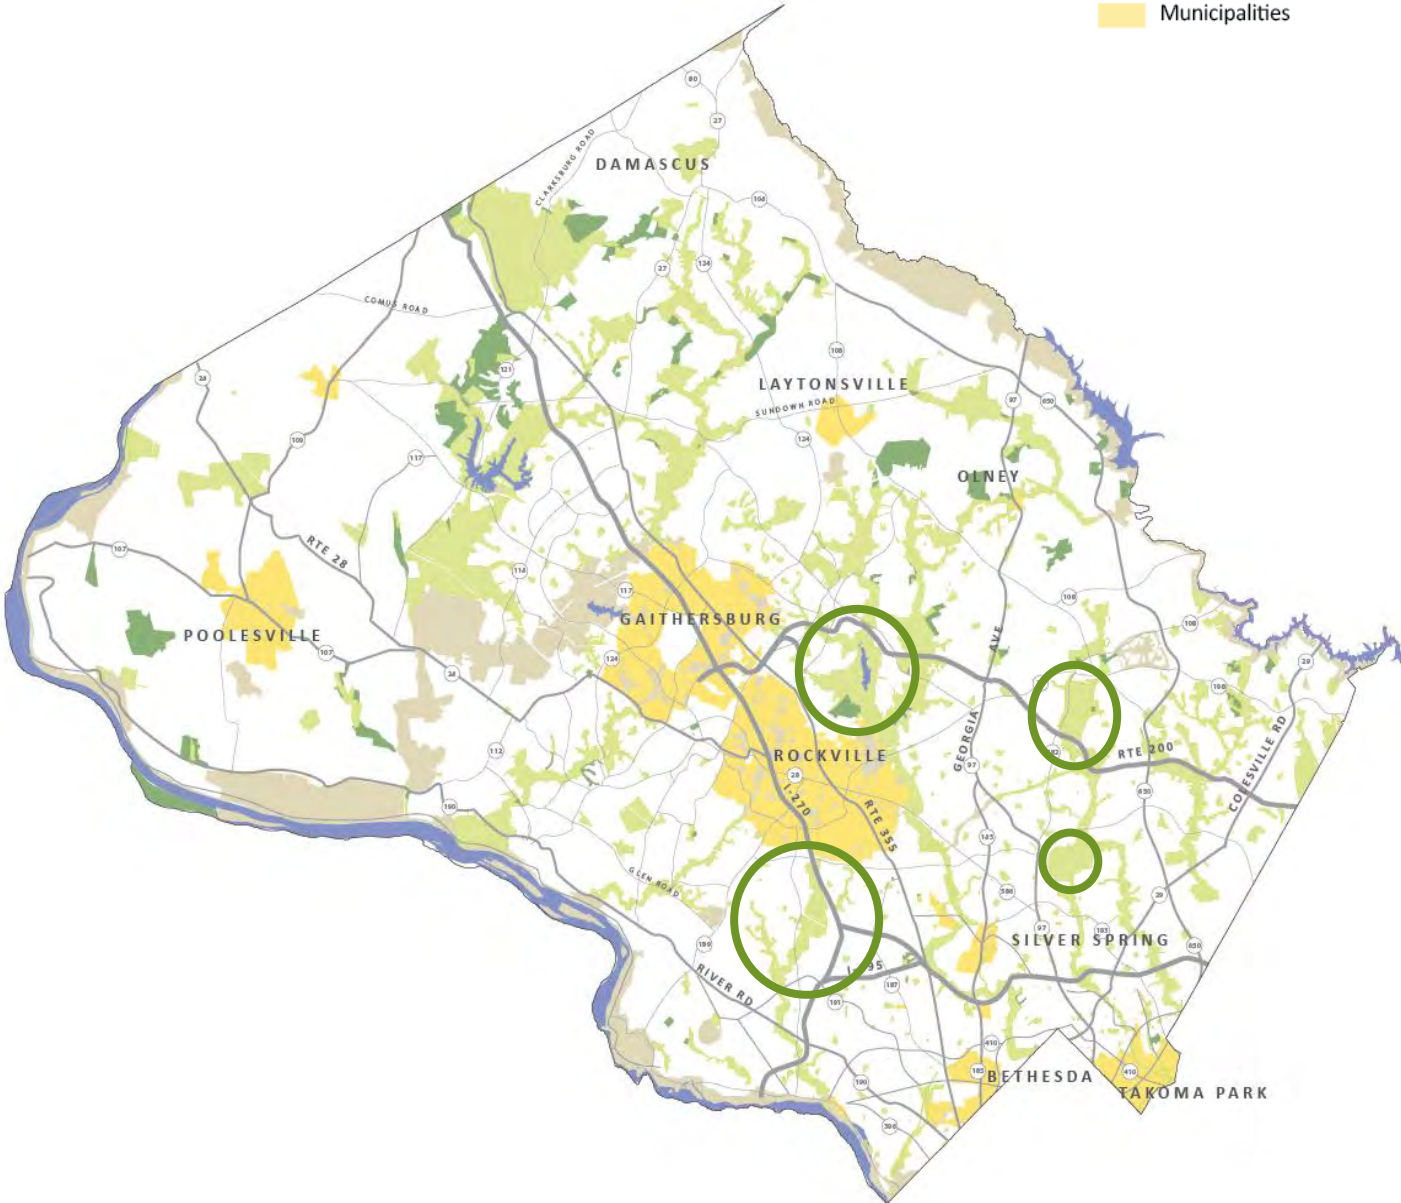 Municipalities
80
27
CLARKSBURG ROAD
DAMASCUS
108
27
124
COMUS ROAD
108
121
28
LAYTONSVILLE
SUNDOWN ROAD
97
650
109
124
117
OLNEY
RTE 28
107
114
117
108
GAITHERSBURG
108
POOLESVILLE
AVE
107
124
28
29
198
GEORGIA
112
182
RTE 200
ROCKVILLE
97
28
COLESVILLE RD
650
I-270
190
RTE 355
185
GLEN ROAD
586
29
97
193
SILVER SPRING
189
650
I-
95
RIVER RD
187
191
410
185
BETHESDA
410
190
TAKOMA PARK
396